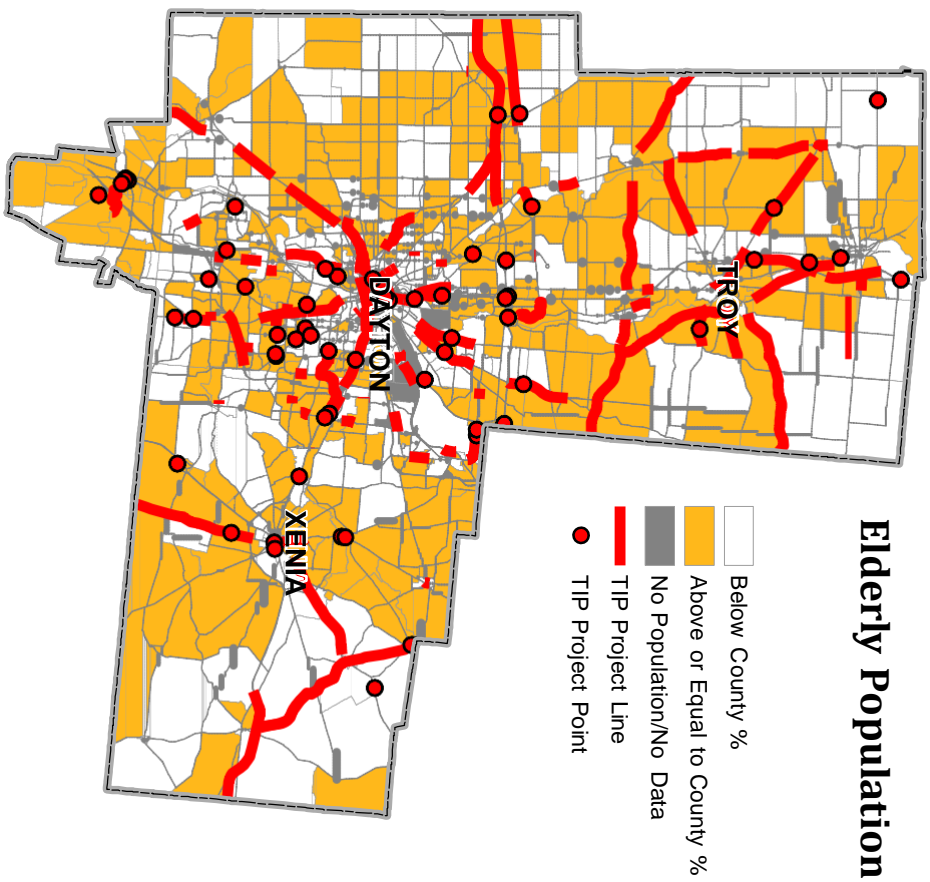 Elderly Population
Below County %
Above or Equal to County %
No Population/No Data
TIP Project Line
TIP Project Point
TROY
DAYTON
XENIA